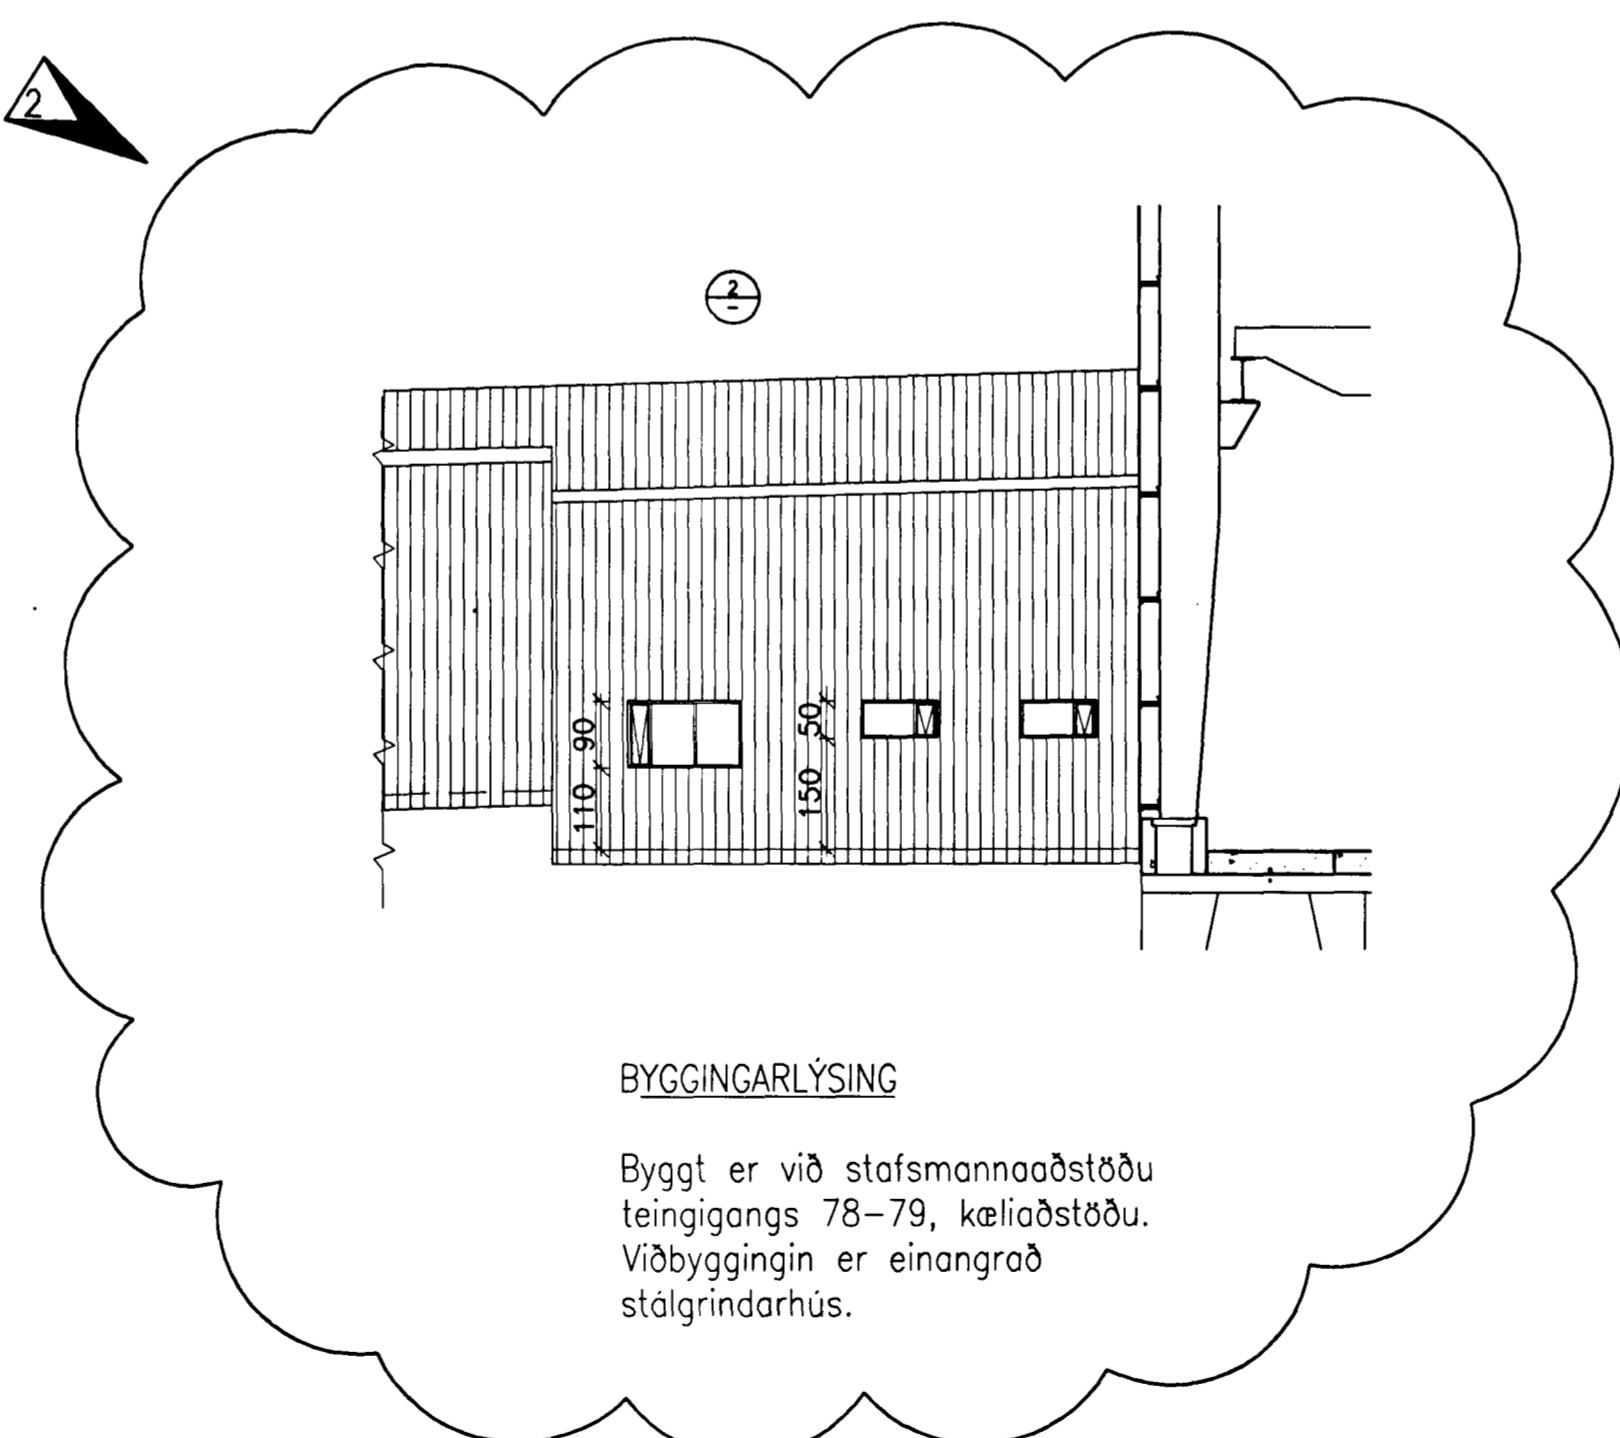 2
2
-
90
110
50
150
BYGGINGARLÝSING
Byggt er við stafsmannaaðstöðu
teingigangs 78-79, kæliaðstöðu.
Viðbyggingin er einangrað
stálgrindarhús.